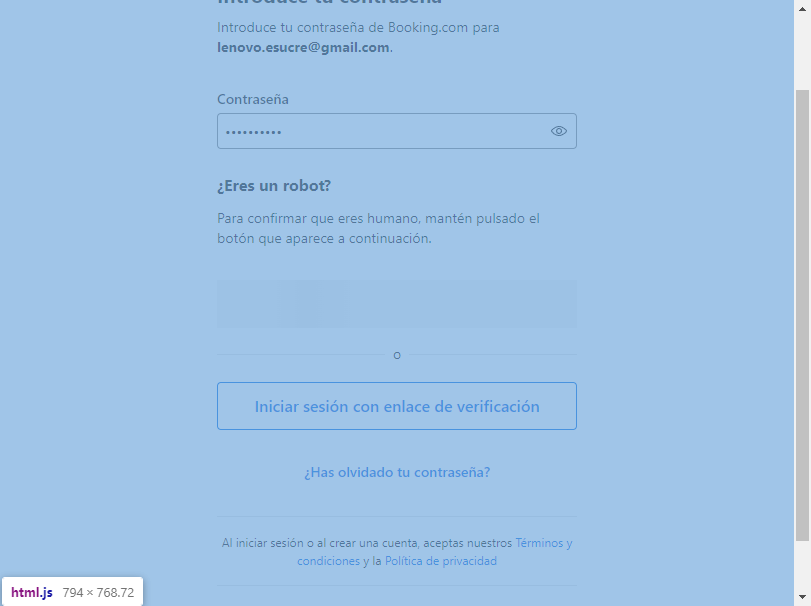 Introduce tu contraseña
Introduce tu contraseña de Booking.com para
lenovo.esucre@gmail.com.
Contraseña
••••••••••
¿Eres un robot?
Para confirmar que eres humano, mantén pulsado el
botón que aparece a continuación.
o
Iniciar sesión con enlace de verificación
¿Has olvidado tu contraseña?
Al iniciar sesión o al crear una cuenta, aceptas nuestros Términos y
condiciones y la Política de privacidad
html.js 794 × 768.72